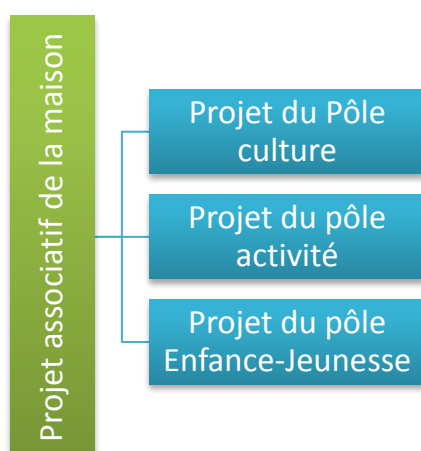 Projet associatif de la maison
Projet du Pôle
culture
Projet du pôle
activité
Projet du pôle
Enfance-Jeunesse